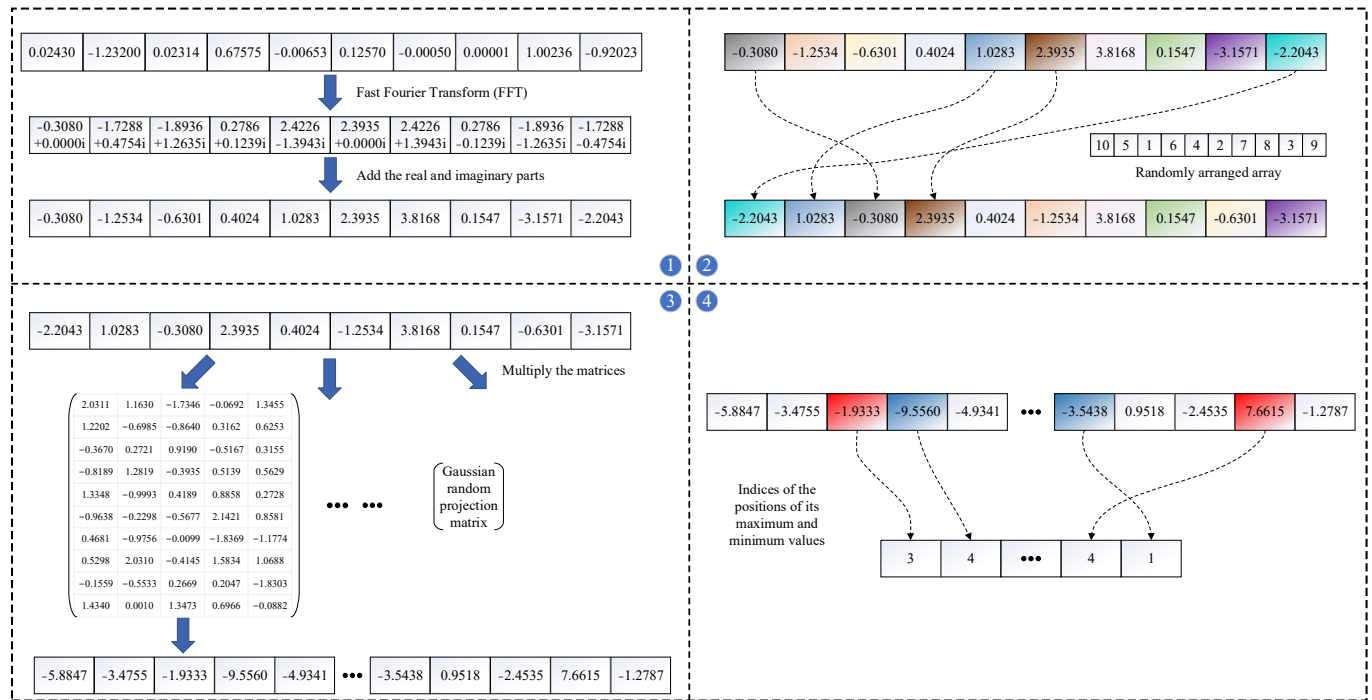 0.02430 −1.23200 0.02314 0.67575 −0.00653 0.12570 −0.00050 0.00001 1.00236 −0.92023
Fast Fourier Transform (FFT)
−0.3080 −1.7288 −1.8936 0.2786 2.4226 2.3935 2.4226 0.2786 −1.8936 −1.7288
+0.0000i +0.4754i +1.2635i +0.1239i −1.3943i +0.0000i +1.3943i −0.1239i −1.2635i −0.4754i
Add the real and imaginary parts
−0.3080 −1.2534 −0.6301 0.4024 1.0283 2.3935 3.8168 0.1547 −3.1571 −2.2043
1
−0.3080 −1.2534 −0.6301 0.4024 1.0283 2.3935 3.8168 0.1547 −3.1571 −2.2043
10 5 1 6 4 2 7 8 3 9
Randomly arranged array
−2.2043 1.0283 −0.3080 2.3935 0.4024 −1.2534 3.8168 0.1547 −0.6301 −3.1571
2
3
−2.2043 1.0283 −0.3080 2.3935 0.4024 −1.2534 3.8168 0.1547 −0.6301 −3.1571
Multiply the matrices
2.0311 1.1630 −1.7346 −0.0692 1.3455
1.2202 −0.6985 −0.8640 0.3162 0.6253
−0.3670 0.2721 0.9190 −0.5167 0.3155
−0.8189 1.2819 −0.3935 0.5139 0.5629
1.3348 −0.9993 0.4189 0.8858 0.2728
−0.9638 −0.2298 −0.5677 2.1421 0.8581
0.4681 −0.9756 −0.0099 −1.8369 −1.1774
0.5298 2.0310 −0.4145 1.5834 1.0688
−0.1559 −0.5533 0.2669 0.2047 −1.8303
1.4340 0.0010 1.3473 0.6966 −0.0882
••• •••
Gaussian
random
projection
matrix
−5.8847 −3.4755 −1.9333 −9.5560 −4.9341 ••• −3.5438 0.9518 −2.4535 7.6615 −1.2787
4
−5.8847 −3.4755 −1.9333 −9.5560 −4.9341 ••• −3.5438 0.9518 −2.4535 7.6615 −1.2787
Indices of the
positions of its
maximum and
minimum values
3 4 ••• 4 1